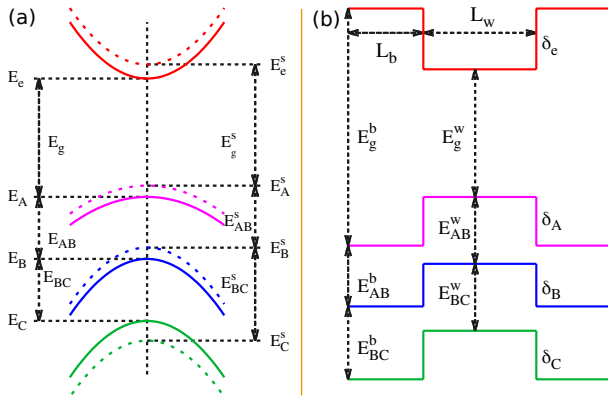 (a)
E_e
E_e^s
E_g
E_g^s
E_A
E_A^s
E_AB
E_AB^s
E_B
E_B^s
E_BC
E_BC^s
E_C
E_C^s
(b)
L_w
L_b
δ_e
E_g^b
E_g^w
E_AB^w
δ_A
E_AB^b
E_BC^w
δ_B
E_BC^b
δ_C